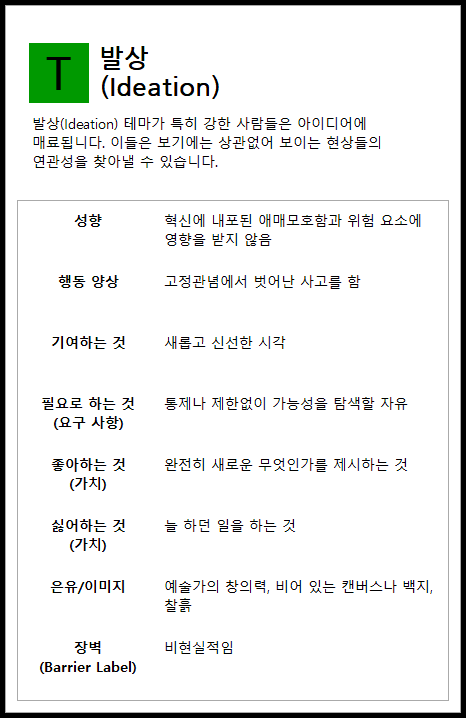 T
발상
(Ideation)
발상(Ideation) 테마가 특히 강한 사람들은 아이디어에
매료됩니다. 이들은 보기에는 상관없어 보이는 현상들의
연관성을 찾아낼 수 있습니다.
성향 혁신에 내포된 애매모호함과 위험 요소에
영향을 받지 않음
행동 양상 고정관념에서 벗어난 사고를 함
기여하는 것 새롭고 신선한 시각
필요로 하는 것 통제나 제한없이 가능성을 탐색할 자유
(요구 사항)
좋아하는 것 완전히 새로운 무엇인가를 제시하는 것
(가치)
싫어하는 것 늘 하던 일을 하는 것
(가치)
은유/이미지 예술가의 창의력, 비어 있는 캔버스나 백지,
찰흙
장벽 비현실적임
(Barrier Label)